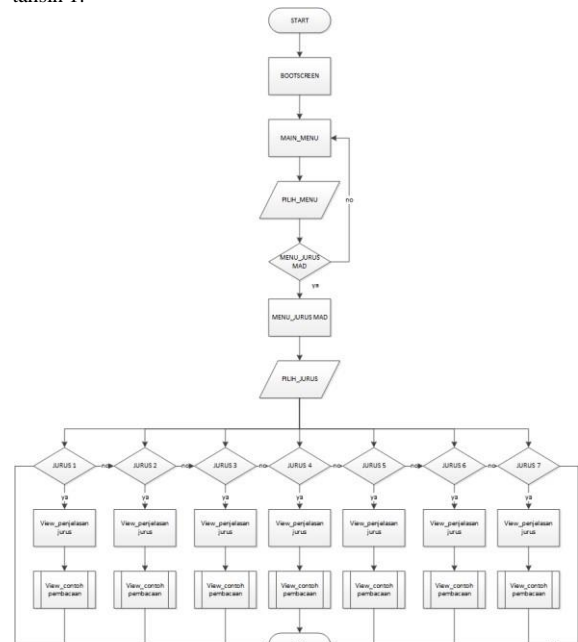 START
BOOTSCREEN
MAIN_MENU
PILIH_MENU
no
MENU_JURUS
MAD
ya
MENU_JURUS MAD
PILIH_JURUS
JURUS 1
no
JURUS 2
no
JURUS 3
no
JURUS 4
no
JURUS 5
no
JURUS 6
no
JURUS 7
ya
ya
ya
ya
ya
ya
ya
View_penjelasan
jurus
View_penjelasan
jurus
View_penjelasan
jurus
View_penjelasan
jurus
View_penjelasan
jurus
View_penjelasan
jurus
View_penjelasan
jurus
View_contoh
pembacaan
View_contoh
pembacaan
View_contoh
pembacaan
View_contoh
pembacaan
View_contoh
pembacaan
View_contoh
pembacaan
View_contoh
pembacaan